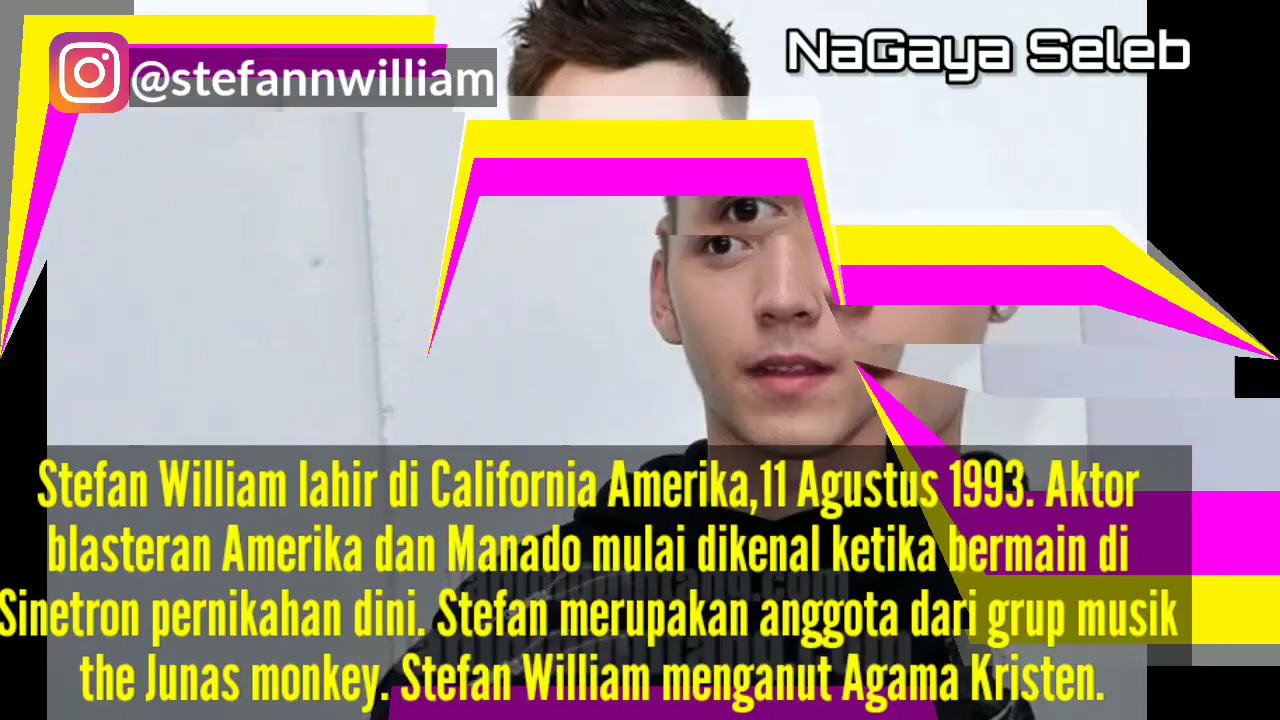 @stefannwilliam
NaGaya Seleb
Stefan William lahir di California Amerika,11 Agustus 1993. Aktor
blasteran Amerika dan Manado mulai dikenal ketika bermain di
Sinetron pernikahan dini. Stefan merupakan anggota dari grup musik
the Junas monkey. Stefan William menganut Agama Kristen.